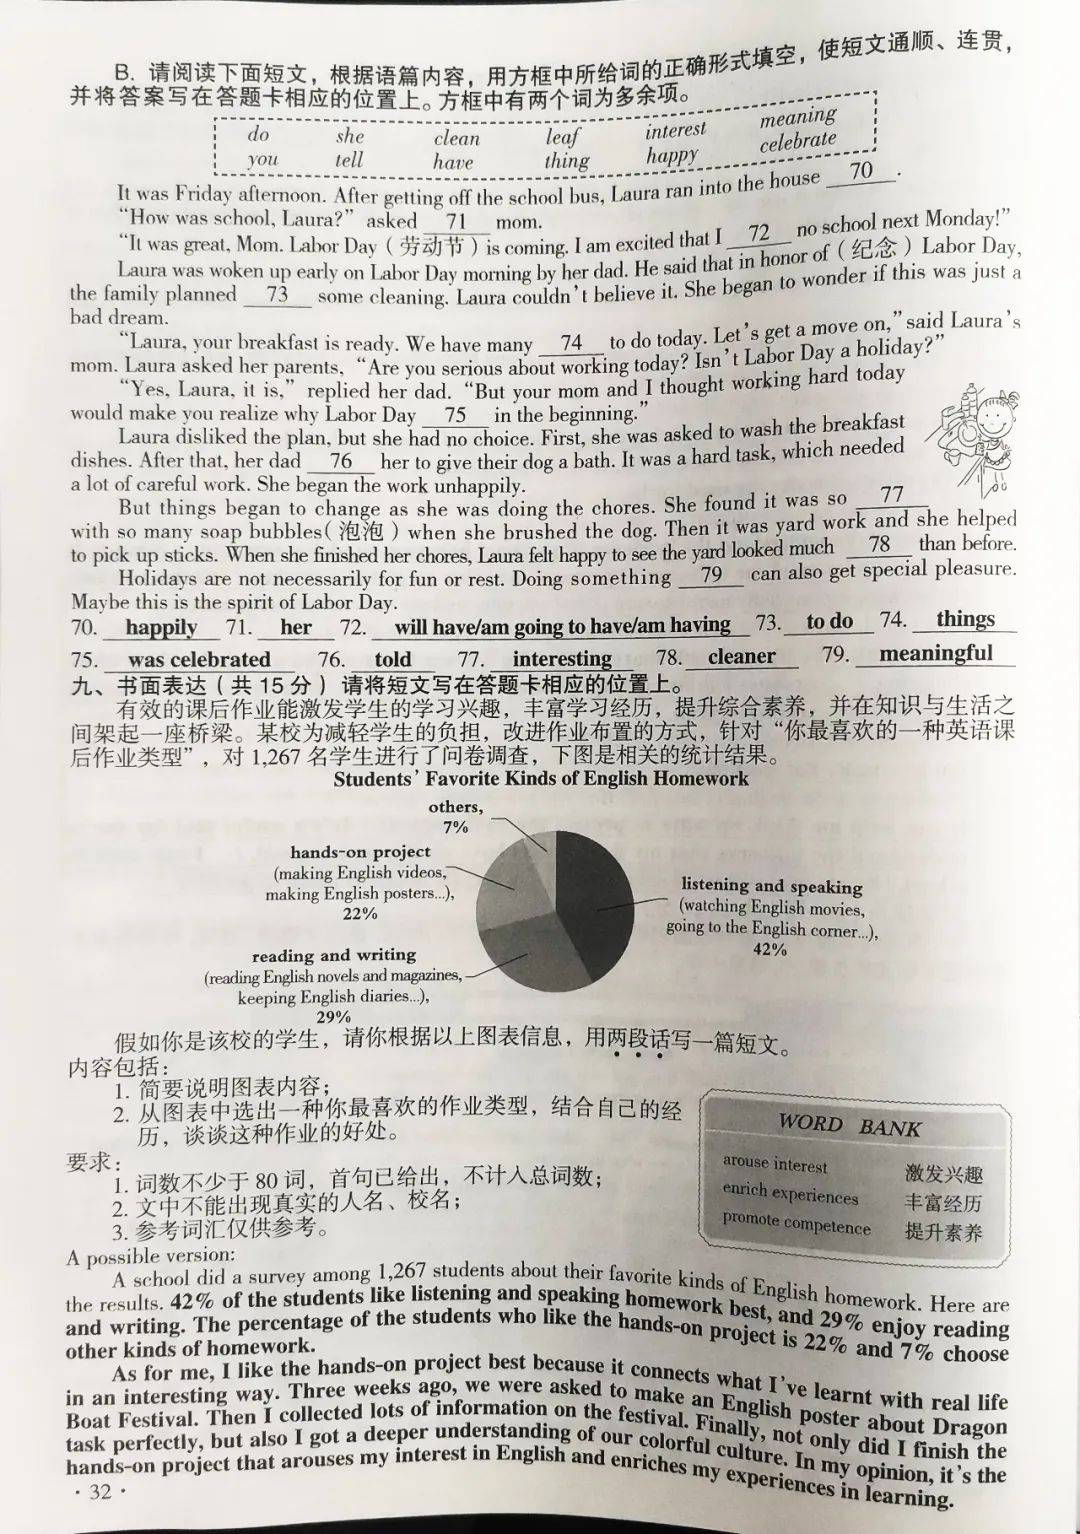 B. 请阅读下面短文，根据语篇内容，用方框中所给词的正确形式填空，使短文通顺、连贯，
并将答案写在答题卡相应的位置上。方框中有两个词为多余项。
do she clean leaf interest meaning
you tell have thing happy celebrate
It was Friday afternoon. After getting off the school bus, Laura ran into the house 70 .
“How was school, Laura?” asked 71 mom.
“It was great, Mom. Labor Day（劳动节）is coming. I am excited that I 72 no school next Monday!”
Laura was woken up early on Labor Day morning by her dad. He said that in honor of（纪念）Labor Day,
the family planned 73 some cleaning. Laura couldn’t believe it. She began to wonder if this was just a
bad dream.
“Laura, your breakfast is ready. We have many 74 to do today. Let’s get a move on,” said Laura’s
mom. Laura asked her parents, “Are you serious about working today? Isn’t Labor Day a holiday?”
“Yes, Laura, it is,” replied her dad. “But your mom and I thought working hard today
would make you realize why Labor Day 75 in the beginning.”
Laura disliked the plan, but she had no choice. First, she was asked to wash the breakfast
dishes. After that, her dad 76 her to give their dog a bath. It was a hard task, which needed
a lot of careful work. She began the work unhappily.
But things began to change as she was doing the chores. She found it was so 77
with so many soap bubbles(泡泡）when she brushed the dog. Then it was yard work and she helped
to pick up sticks. When she finished her chores, Laura felt happy to see the yard looked much 78 than before.
Holidays are not necessarily for fun or rest. Doing something 79 can also get special pleasure.
Maybe this is the spirit of Labor Day.
70. happily 71. her 72. will have/am going to have/am having 73. to do 74. things
75. was celebrated 76. told 77. interesting 78. cleaner 79. meaningful
九、书面表达（共 15 分）请将短文写在答题卡相应的位置上。
有效的课后作业能激发学生的学习兴趣，丰富学习经历，提升综合素养，并在知识与生活之
间架起一座桥梁。某校为减轻学生的负担，改进作业布置的方式，针对“你最喜欢的一种英语课
后作业类型”，对 1,267 名学生进行了问卷调查，下图是相关的统计结果。
Students’ Favorite Kinds of English Homework
others,
7%
hands-on project
(making English videos,
making English posters...),
22%
listening and speaking
(watching English movies,
going to the English corner...),
42%
reading and writing
(reading English novels and magazines,
keeping English diaries...),
29%
假如你是该校的学生，请你根据以上图表信息，用两段话写一篇短文。
内容包括：
1. 简要说明图表内容；
2. 从图表中选出一种你最喜欢的作业类型，结合自己的经
历，谈谈这种作业的好处。
要求：
1. 词数不少于 80 词，首句已给出，不计入总词数；
2. 文中不能出现真实的人名、校名；
3. 参考词汇仅供参考。
WORD BANK
arouse interest 激发兴趣
enrich experiences 丰富经历
promote competence 提升素养
A possible version:
A school did a survey among 1,267 students about their favorite kinds of English homework. Here are
the results. 42% of the students like listening and speaking homework best, and 29% enjoy reading
and writing. The percentage of the students who like the hands-on project is 22% and 7% choose
other kinds of homework.
As for me, I like the hands-on project best because it connects what I’ve learnt with real life
in an interesting way. Three weeks ago, we were asked to make an English poster about Dragon
Boat Festival. Then I collected lots of information on the festival. Finally, not only did I finish the
task perfectly, but also I got a deeper understanding of our colorful culture. In my opinion, it’s the
hands-on project that arouses my interest in English and enriches my experiences in learning.
· 32 ·